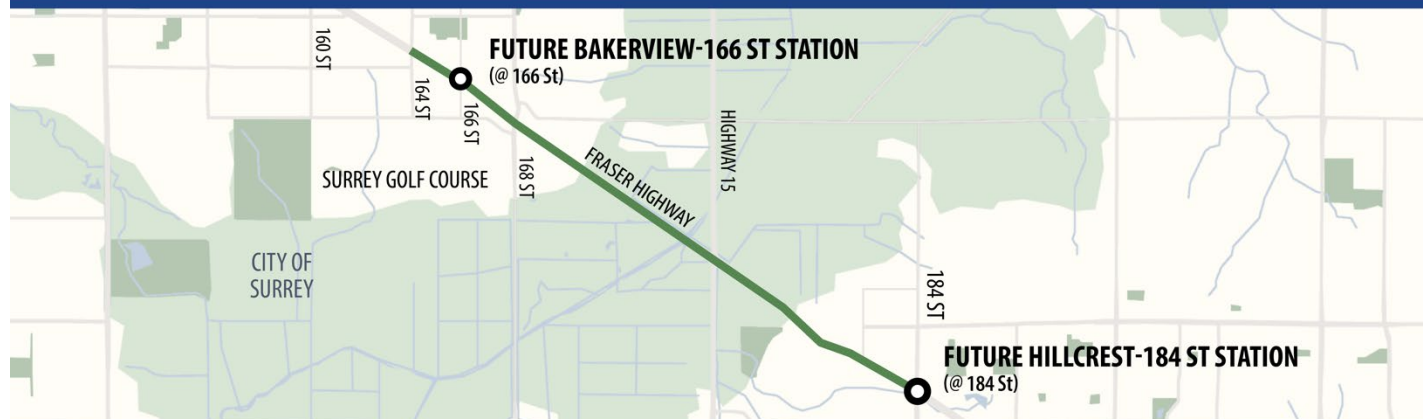 160 ST
FUTURE BAKERVIEW-166 ST STATION
(@ 166 St)
164 ST
166 ST
HIGHWAY 15
SURREY GOLF COURSE
168 ST
FRASER HIGHWAY
CITY OF
SURREY
184 ST
FUTURE HILLCREST-184 ST STATION
(@ 184 St)